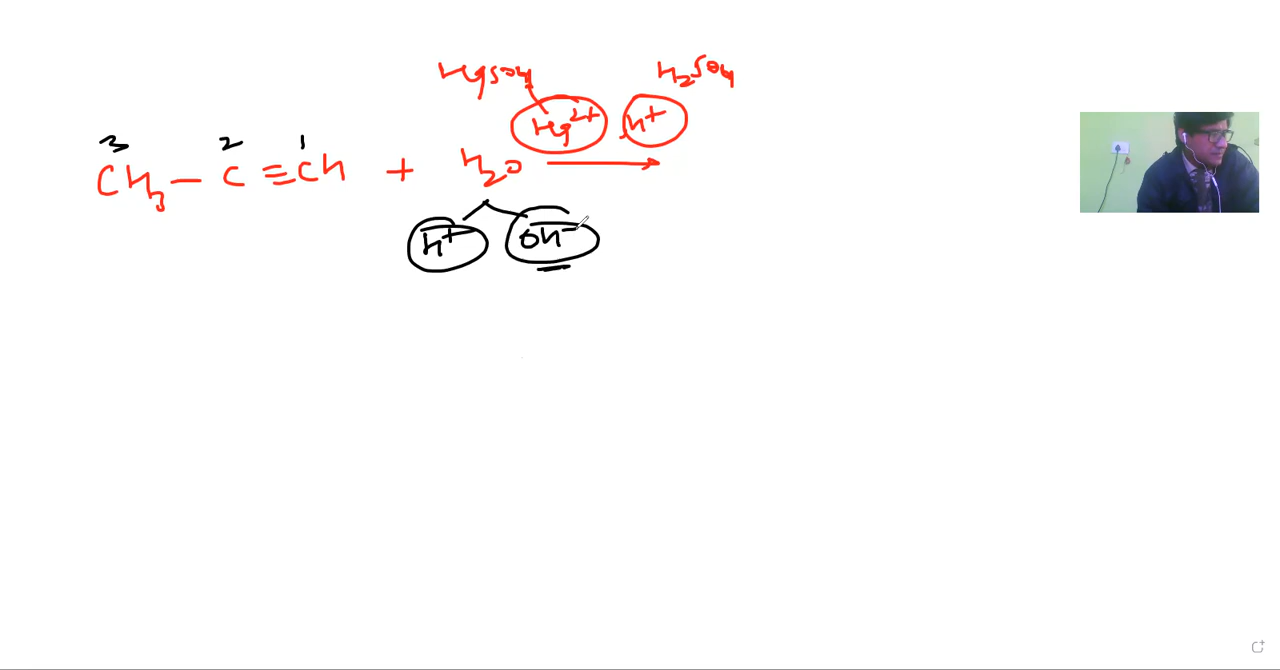 HgSO4 H2SO4
Hg2+, H+
3 2 1
CH3 – C ≡ CH + H2O →
H+ OH–